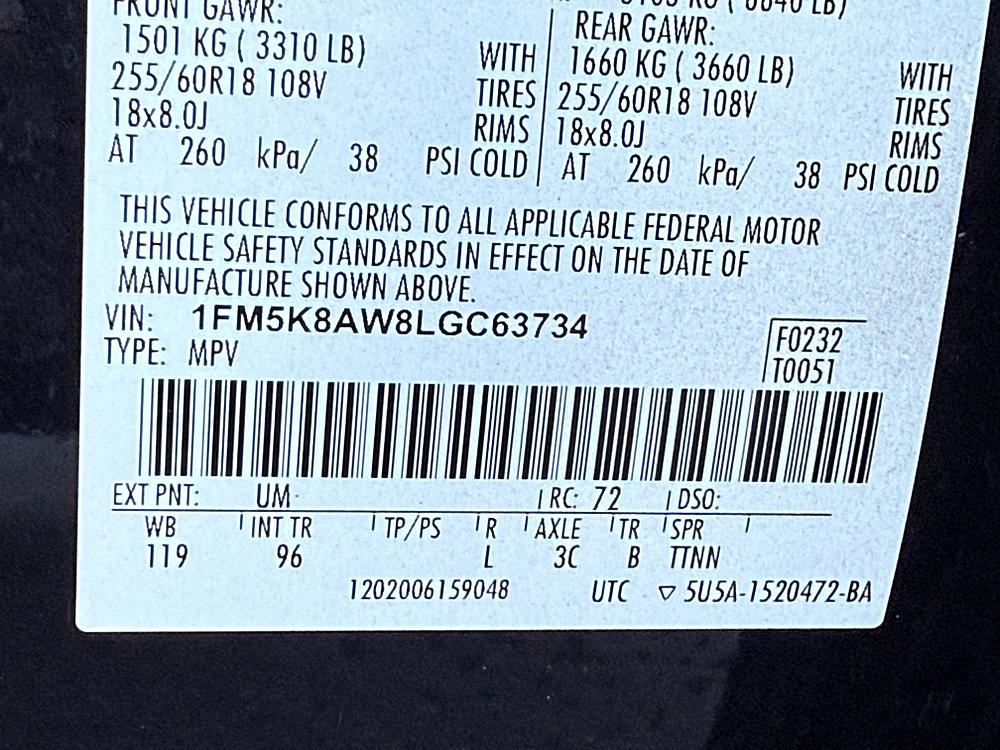 FRONT GAWR:
1501 KG ( 3310 LB) WITH
255/60R18 108V TIRES
18x8.0J RIMS
AT 260 kPa/ 38 PSI COLD
REAR GAWR:
1660 KG ( 3660 LB) WITH
255/60R18 108V TIRES
18x8.0J RIMS
AT 260 kPa/ 38 PSI COLD
THIS VEHICLE CONFORMS TO ALL APPLICABLE FEDERAL MOTOR
VEHICLE SAFETY STANDARDS IN EFFECT ON THE DATE OF
MANUFACTURE SHOWN ABOVE.
VIN: 1FM5K8AW8LGC63734
TYPE: MPV
F0232
T0051
EXT PNT: UM RC: 72 DSO:
WB INT TR TP/PS R AXLE TR SPR
119 96 L 3C B TTNN
1202006159048 UTC ▽ 5U5A-1520472-BA